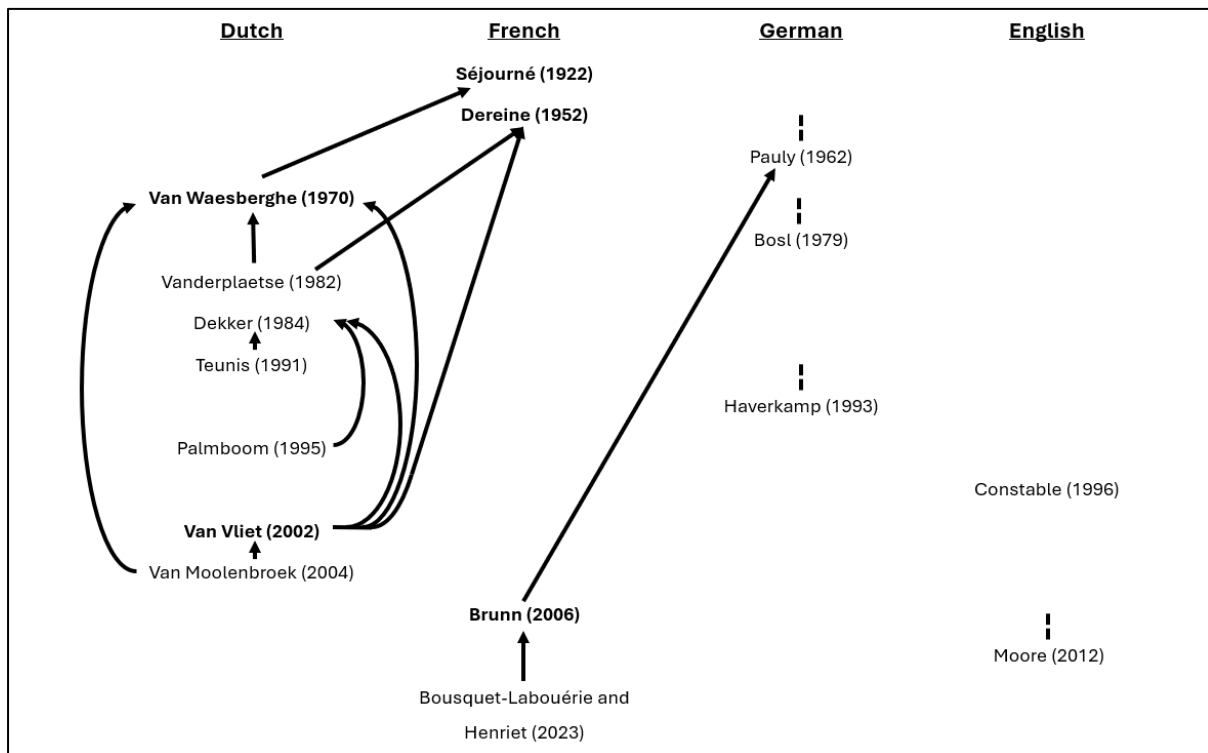 Dutch
French
German
English
Séjourné (1922)
Dereine (1952)
Pauly (1962)
Van Waesberghe (1970)
Bosl (1979)
Vanderplaetse (1982)
Dekker (1984)
Teunis (1991)
Haverkamp (1993)
Palmboom (1995)
Constable (1996)
Van Vliet (2002)
Van Moolenbroek (2004)
Brunn (2006)
Moore (2012)
Bousquet-Labouérie and
Henriet (2023)